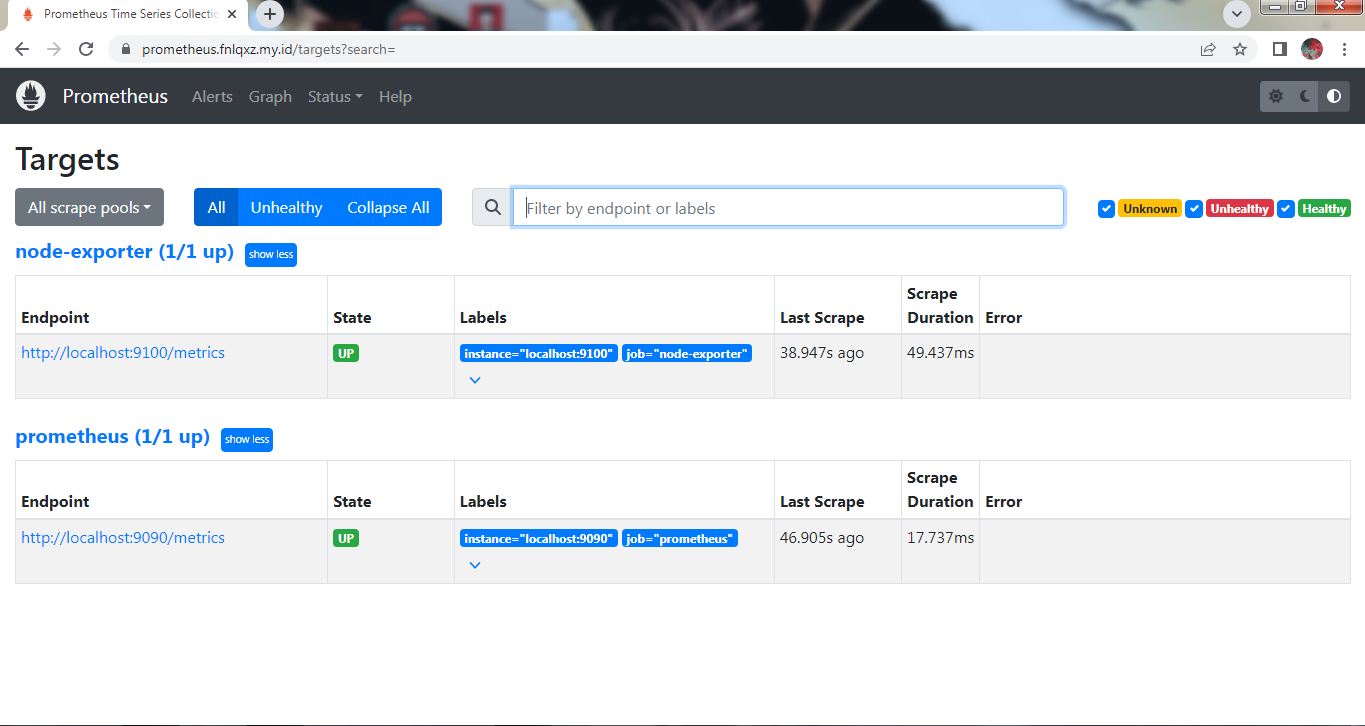 Prometheus Time Series Collectic
prometheus.fnlqxz.my.id/targets?search=
Prometheus Alerts Graph Status Help
Targets
All scrape pools All Unhealthy Collapse All Filter by endpoint or labels Unknown Unhealthy Healthy
node-exporter (1/1 up) show less
Endpoint State Labels Last Scrape Scrape Duration Error
http://localhost:9100/metrics UP instance="localhost:9100" job="node-exporter" 38.947s ago 49.437ms
prometheus (1/1 up) show less
Endpoint State Labels Last Scrape Scrape Duration Error
http://localhost:9090/metrics UP instance="localhost:9090" job="prometheus" 46.905s ago 17.737ms